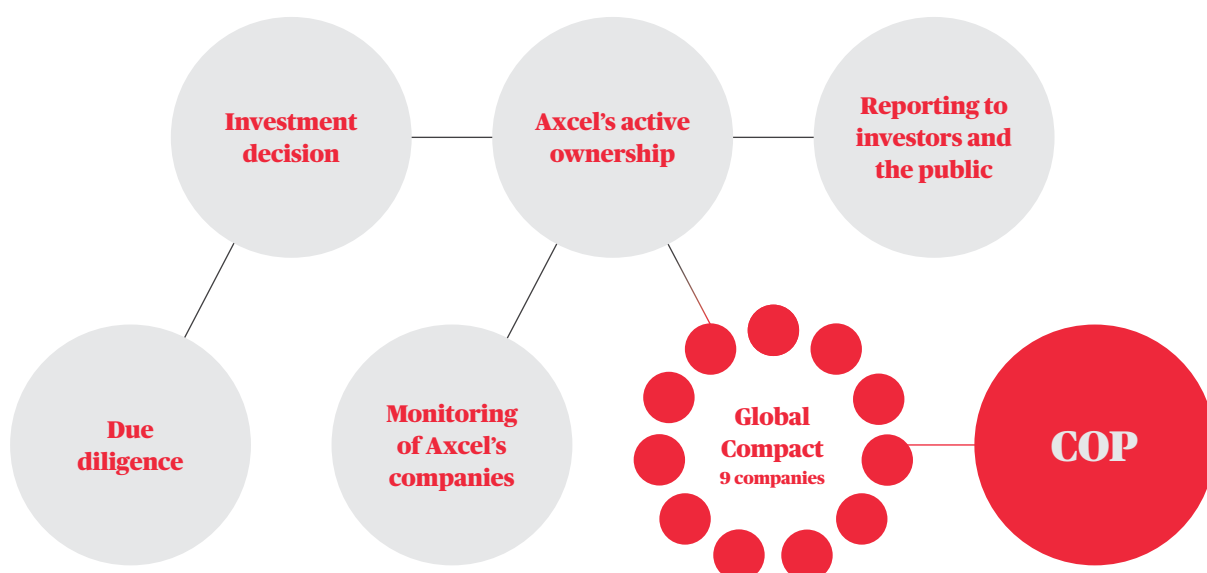 Investment
decision
Axcel’s active
ownership
Reporting to
investors and
the public
Due
diligence
Monitoring
of Axcel’s
companies
Global
Compact
9 companies
COP